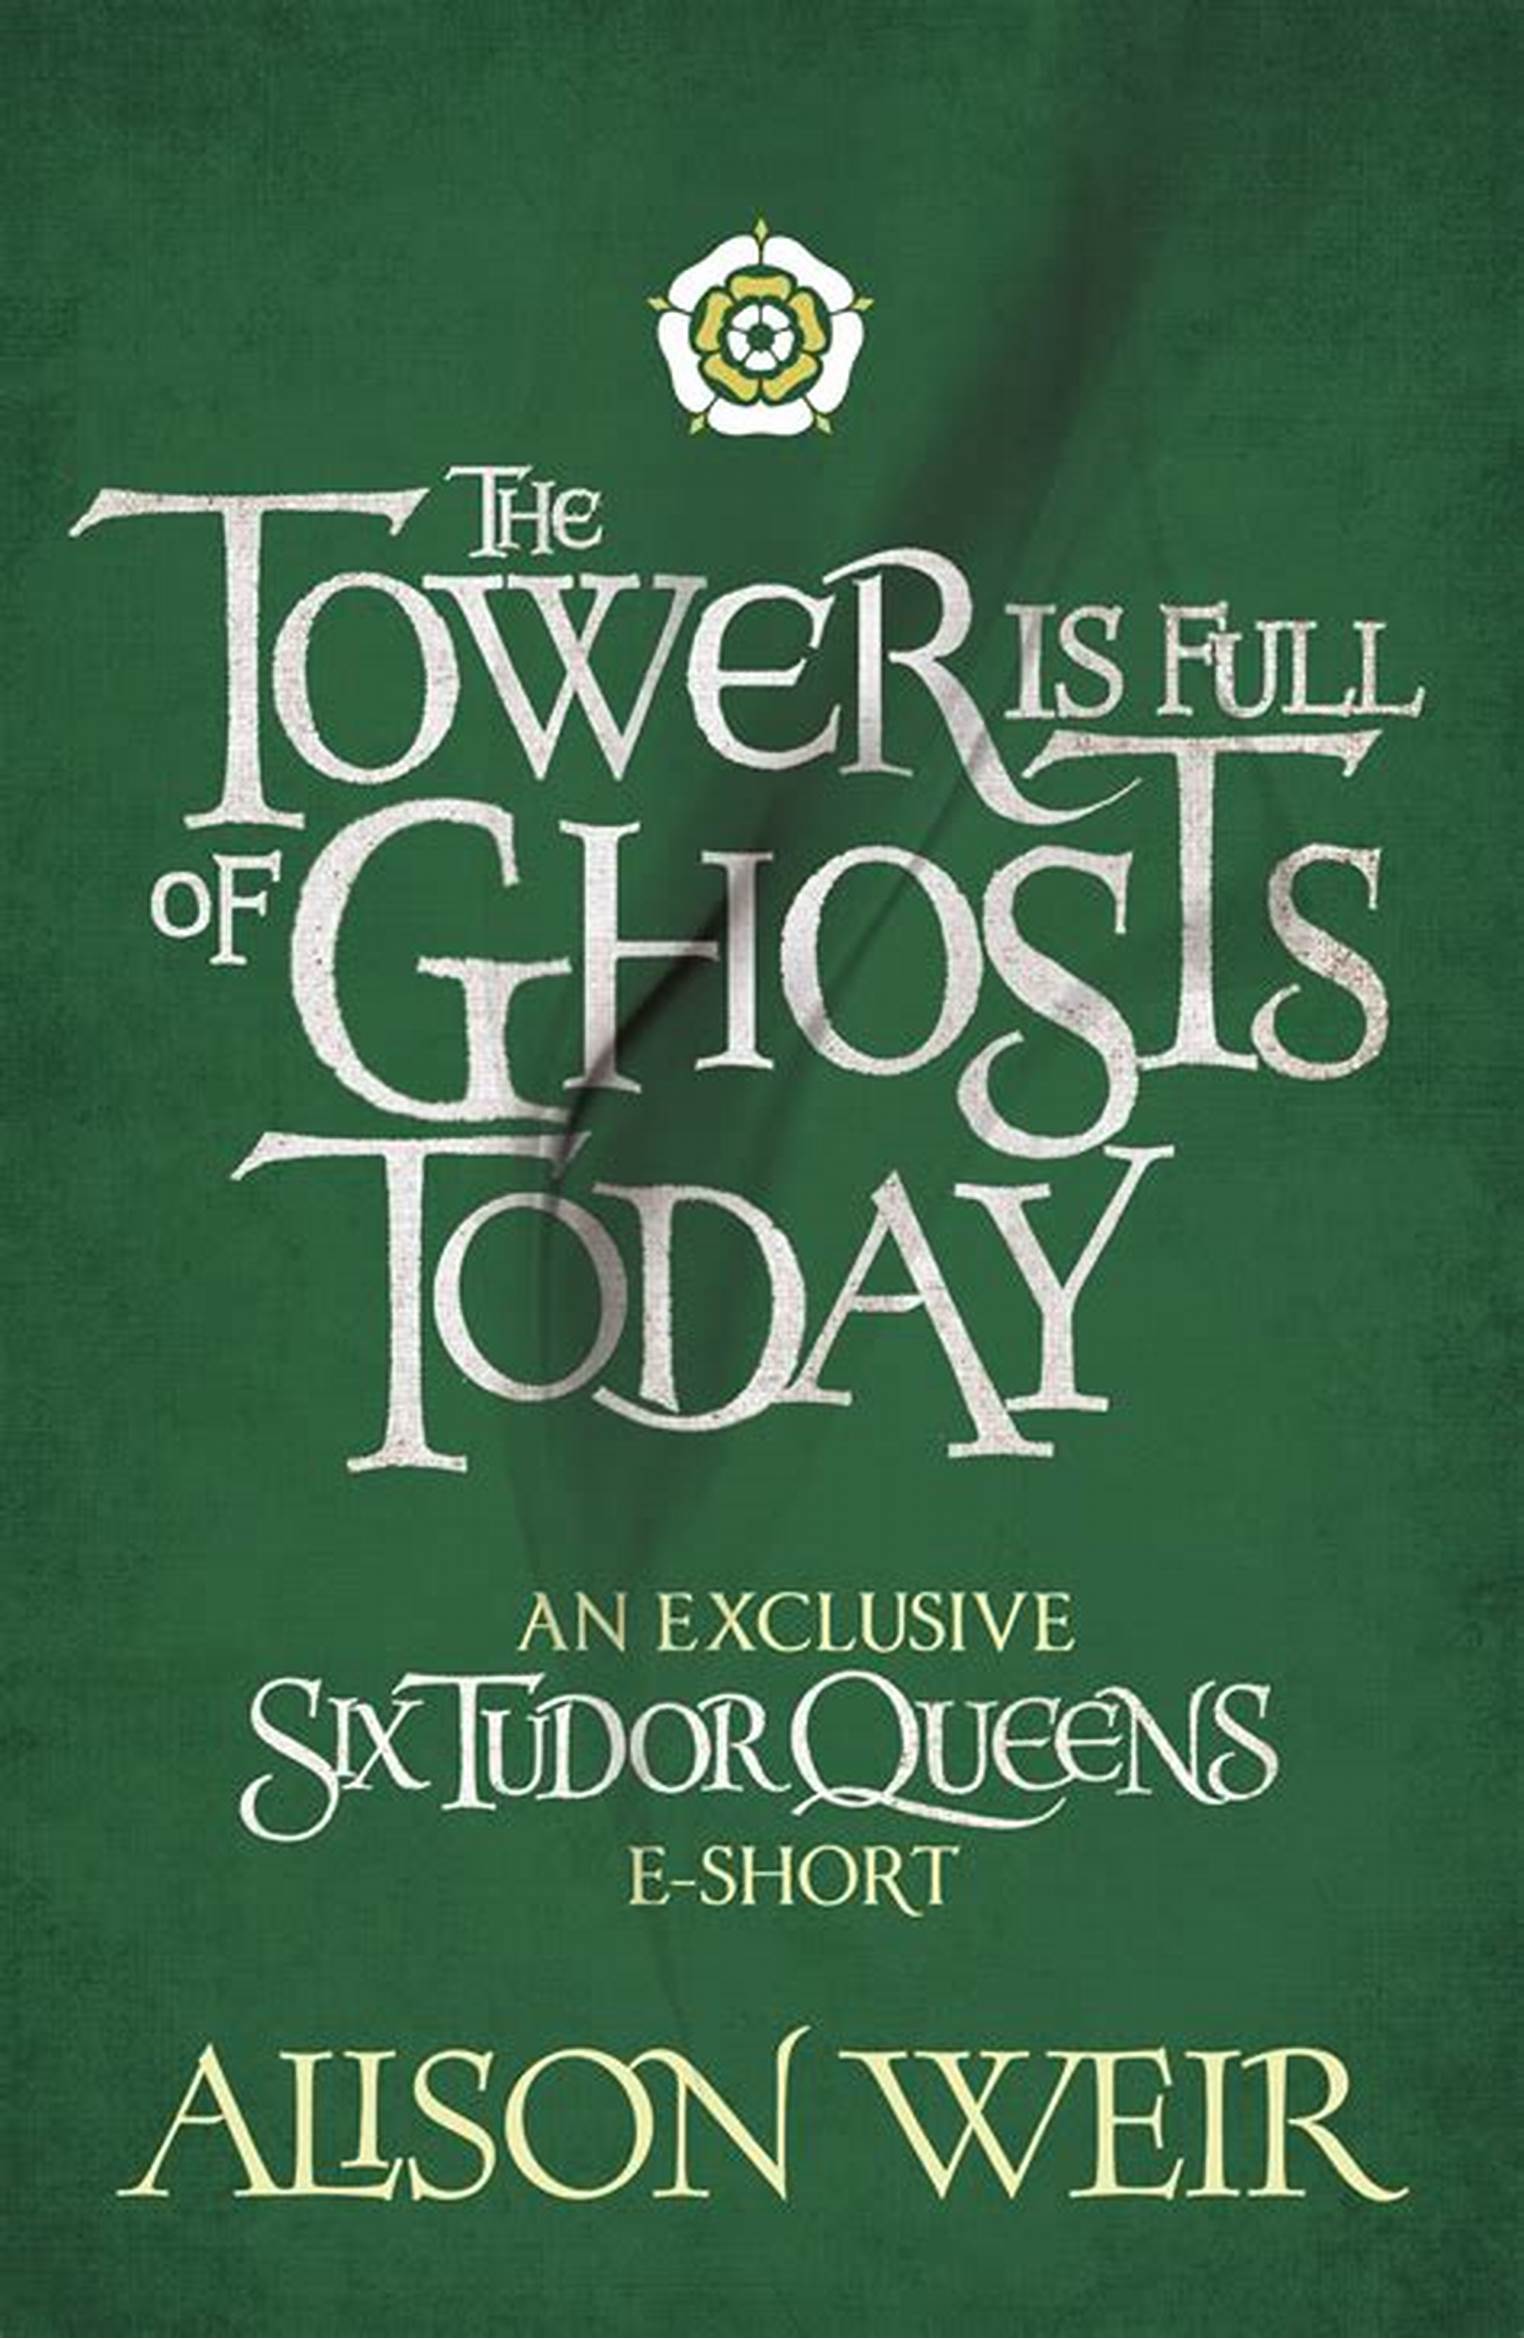 THE
TOWER IS FULL
OF GHOSTS
TODAY
AN EXCLUSIVE
SIX TUDOR QUEENS
E-SHORT
ALISON WEIR